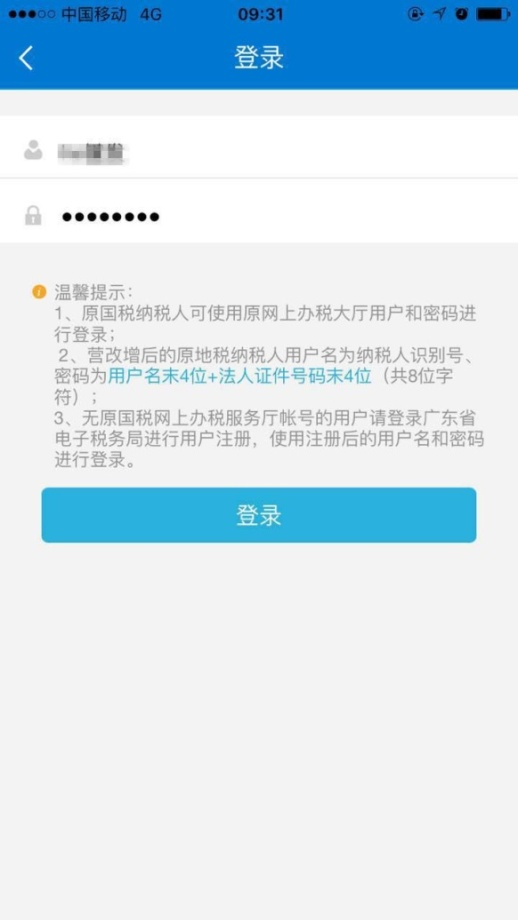 中国移动 4G 09:31
登录
●●●●●●●●
温馨提示:
1、原国税纳税人可使用原网上办税大厅用户和密码进
行登录;
2、营改增后的原地税纳税人用户名为纳税人识别号、
密码为用户名末4位+法人证件号码末4位（共8位字
符）;
3、无原国税网上办税服务厅帐号的用户请登录广东省
电子税务局进行用户注册，使用注册后的用户名和密码
进行登录。
登录